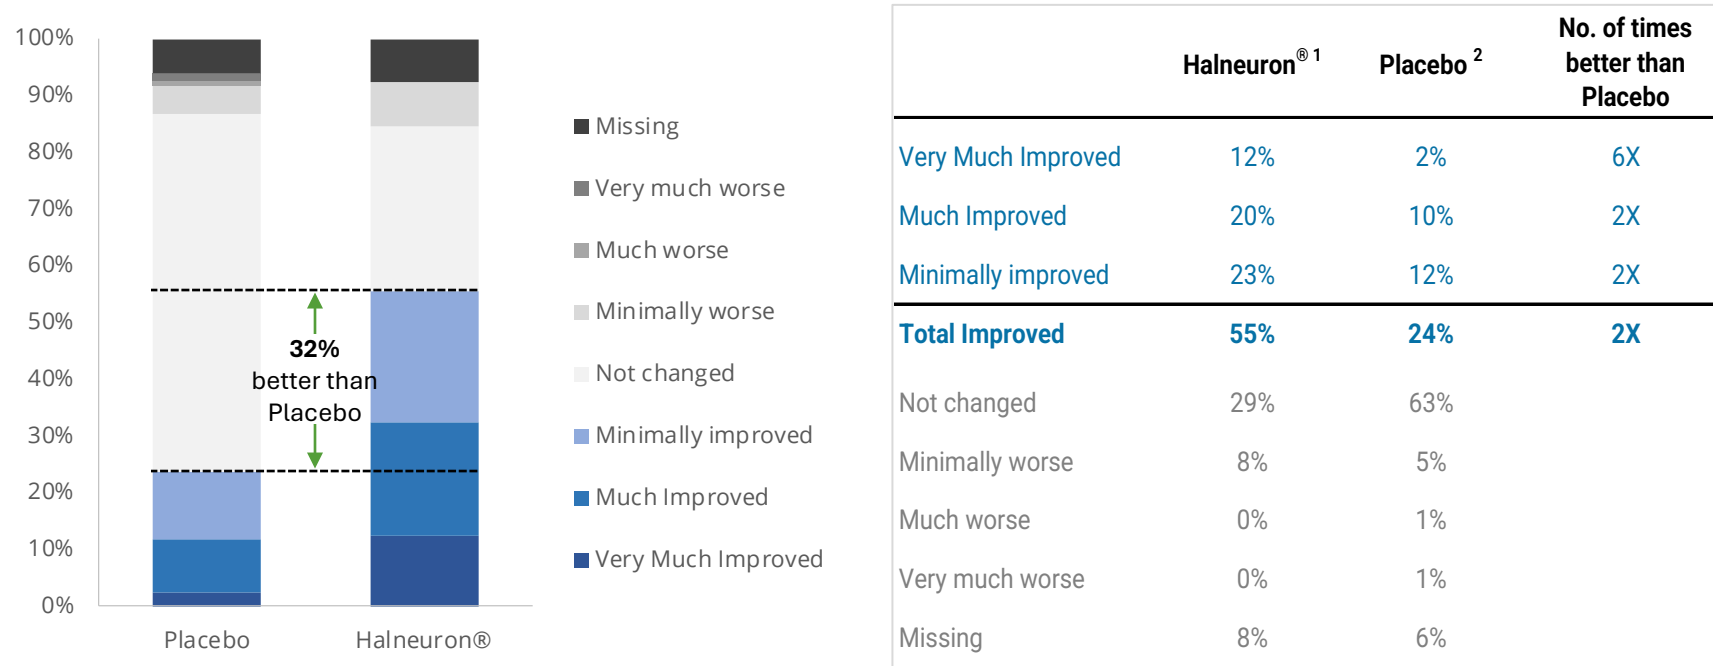 100%
90%
80%
70%
60%
50%
40%
30%
20%
10%
0%
32%
better than
Placebo
Placebo
Halneuron®
Missing
Very much worse
Much worse
Minimally worse
Not changed
Minimally improved
Much Improved
Very Much Improved
Halneuron® 1 Placebo 2 No. of times
better than
Placebo
Very Much Improved 12% 2% 6X
Much Improved 20% 10% 2X
Minimally improved 23% 12% 2X
Total Improved 55% 24% 2X
Not changed 29% 63%
Minimally worse 8% 5%
Much worse 0% 1%
Very much worse 0% 1%
Missing 8% 6%